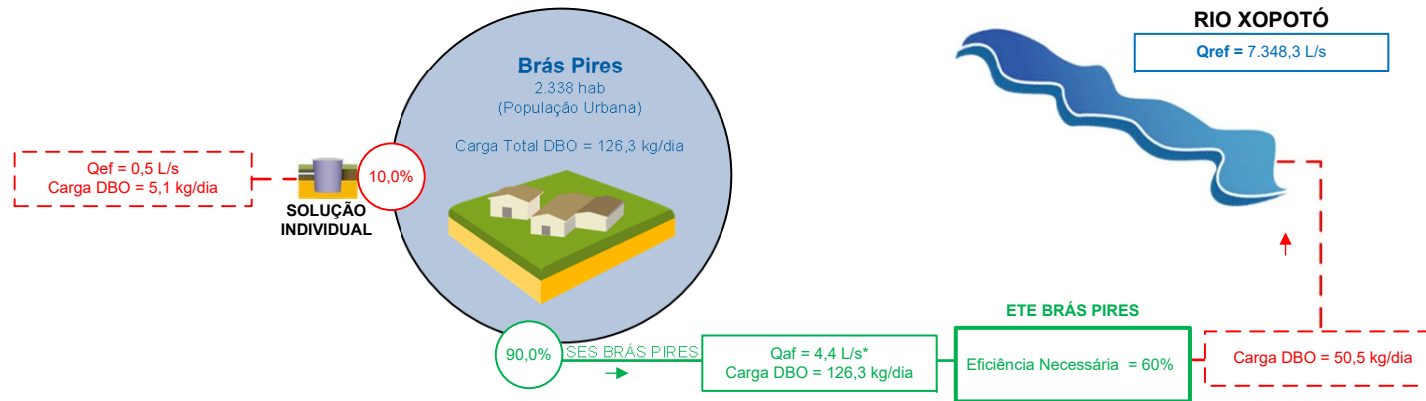 RIO XOPOTÓ
Qref = 7.348,3 L/s
Brás Pires
2.338 hab
(População Urbana)
Carga Total DBO = 126,3 kg/dia
Qef = 0,5 L/s
Carga DBO = 5,1 kg/dia
10,0%
SOLUÇÃO
INDIVIDUAL
90,0%
SES BRÁS PIRES
Qaf = 4,4 L/s*
Carga DBO = 126,3 kg/dia
ETE BRÁS PIRES
Eficiência Necessária = 60%
Carga DBO = 50,5 kg/dia